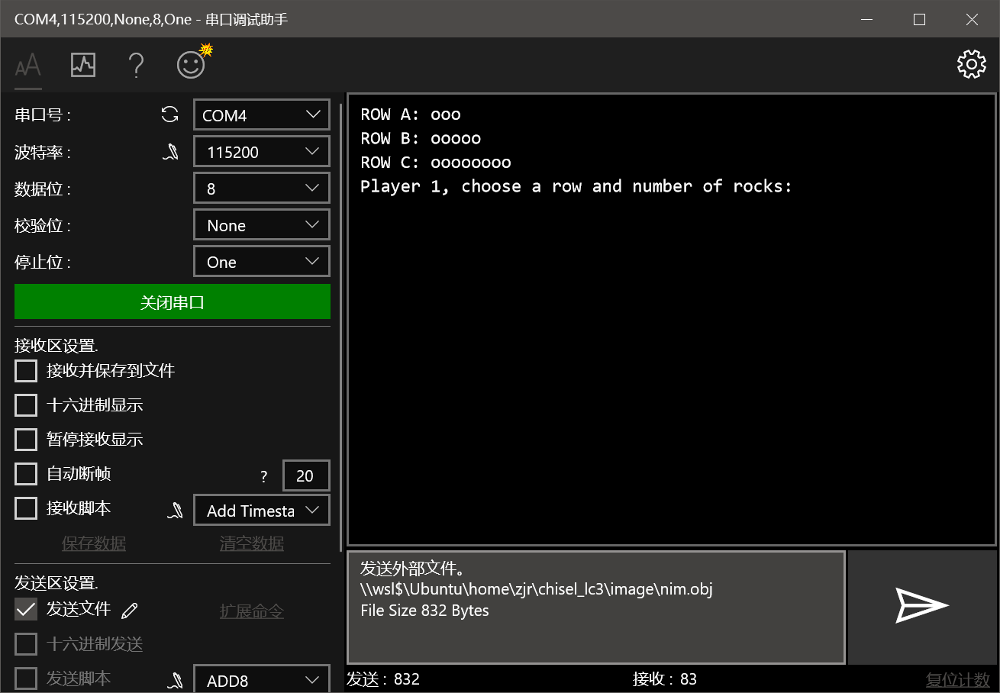 COM4,115200,None,8,One - 串口调试助手
串口号 :
COM4
波特率 :
115200
数据位 :
8
校验位 :
None
停止位 :
One
关闭串口
接收区设置.
接收并保存到文件
十六进制显示
暂停接收显示
自动断帧
?
20
接收脚本
Add Timesta
保存数据
清空数据
发送区设置.
发送文件
扩展命令
十六进制发送
发送脚本
ADD8
ROW A: ooo
ROW B: ooooo
ROW C: oooooooo
Player 1, choose a row and number of rocks:
发送外部文件。
\\wsl$\Ubuntu\home\zjr\chisel_lc3\image\nim.obj
File Size 832 Bytes
发送 : 832
接收 : 83
复位计数